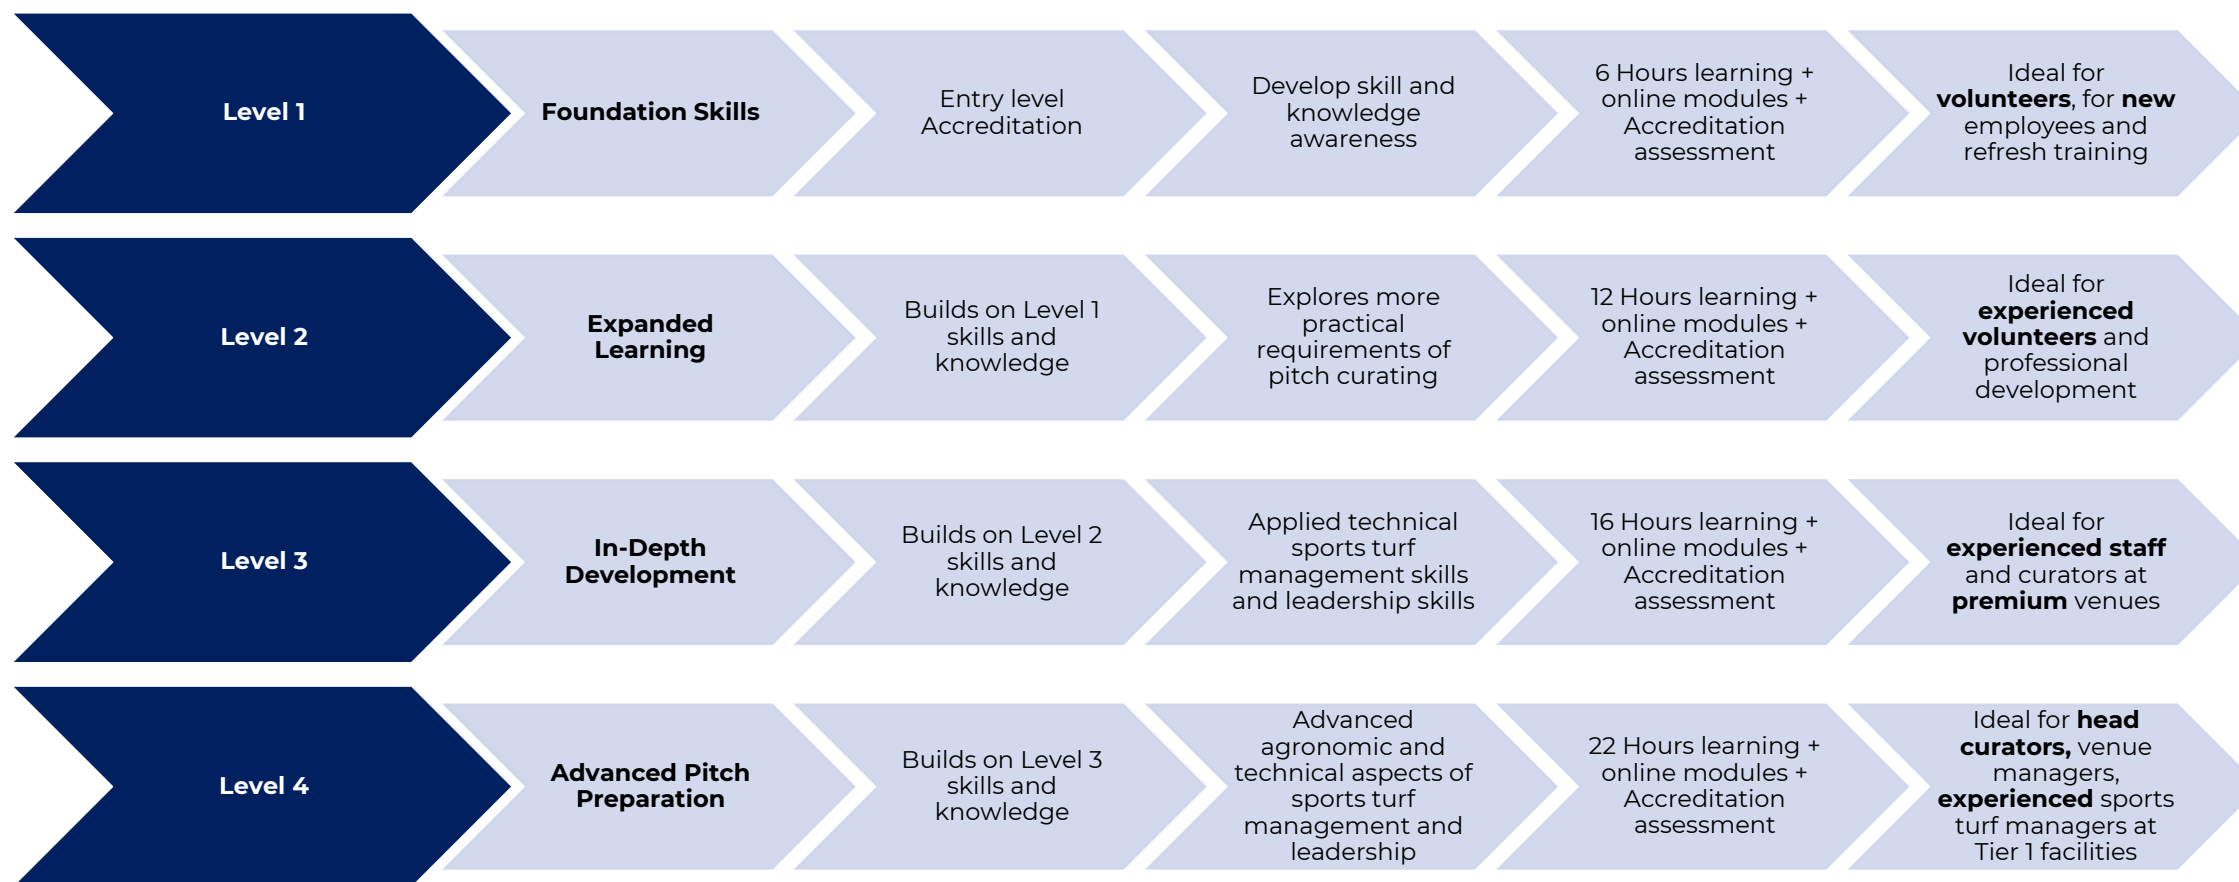 Level 1
Foundation Skills
Entry level
Accreditation
Develop skill and
knowledge
awareness
6 Hours learning +
online modules +
Accreditation
assessment
Ideal for
volunteers, for new
employees and
refresh training
Level 2
Expanded
Learning
Builds on Level 1
skills and
knowledge
Explores more
practical
requirements of
pitch curating
12 Hours learning +
online modules +
Accreditation
assessment
Ideal for
experienced
volunteers and
professional
development
Level 3
In-Depth
Development
Builds on Level 2
skills and
knowledge
Applied technical
sports turf
management skills
and leadership skills
16 Hours learning +
online modules +
Accreditation
assessment
Ideal for
experienced staff
and curators at
premium venues
Level 4
Advanced Pitch
Preparation
Builds on Level 3
skills and
knowledge
Advanced
agronomic and
technical aspects of
sports turf
management and
leadership
22 Hours learning +
online modules +
Accreditation
assessment
Ideal for head
curators, venue
managers,
experienced sports
turf managers at
Tier 1 facilities